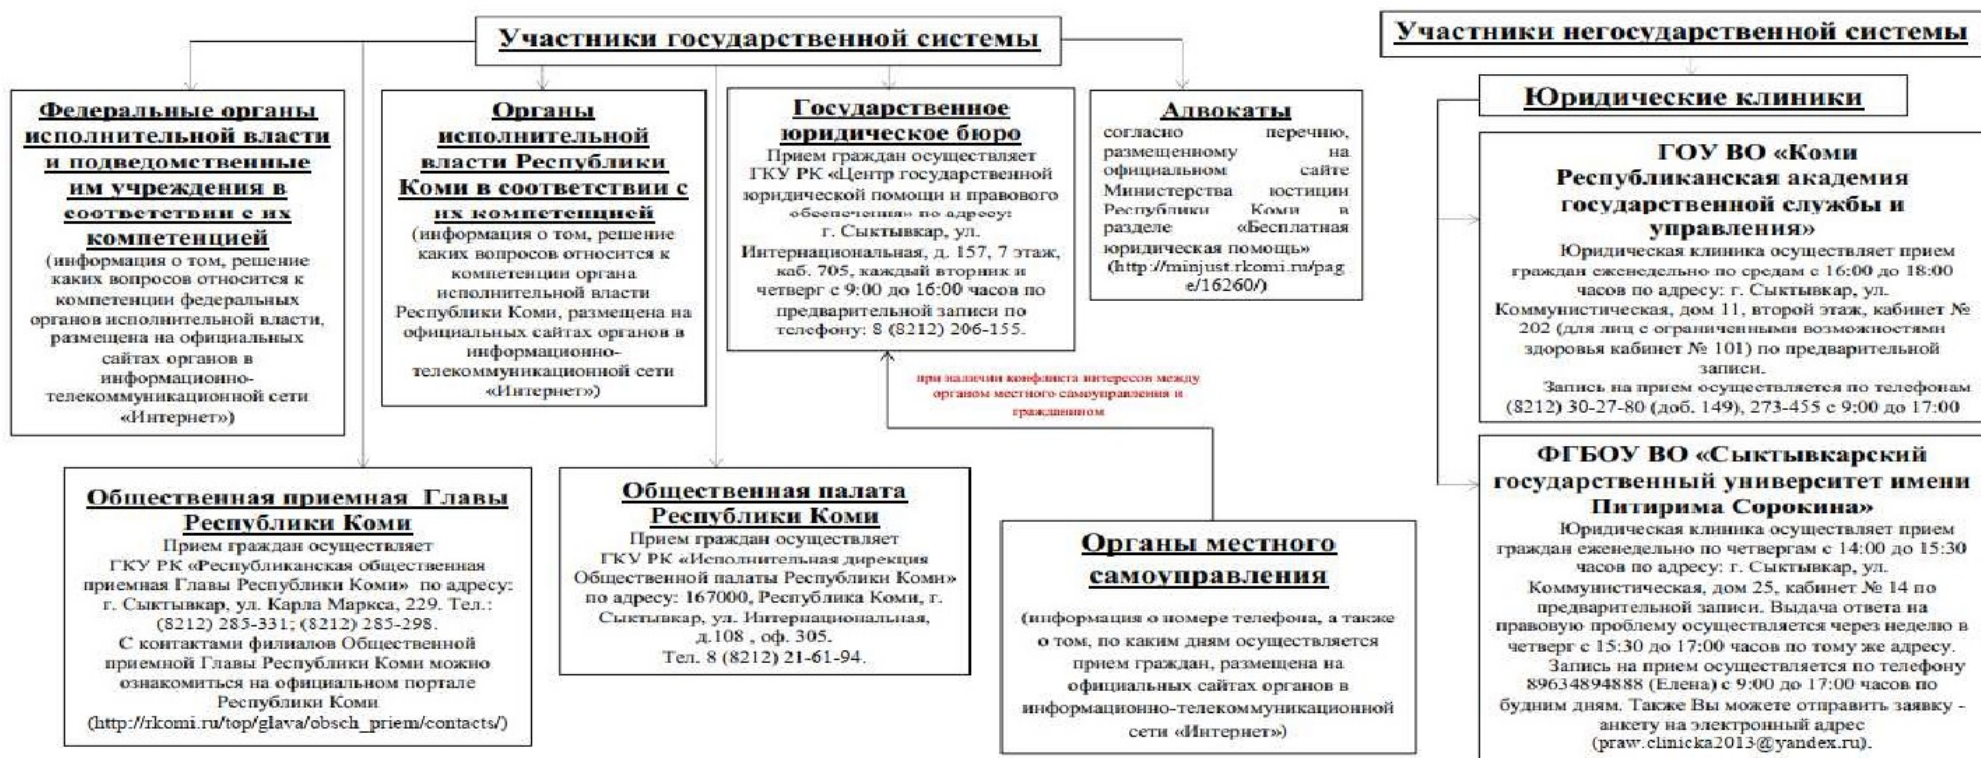 Участники государственной системы
Федеральные органы
исполнительной власти
и подведомственные
им учреждения в
соответствии с их
компетенцией
(информация о том, решение
каких вопросов относится к
компетенции федеральных
органов исполнительной власти,
размещена на официальных
сайтах органов в
информационно-
телекоммуникационной сети
«Интернет»)
Органы
исполнительной
власти Республики
Коми в соответствии с
их компетенцией
(информация о том, решение
каких вопросов относится к
компетенции органа
исполнительной власти
Республики Коми, размещена на
официальных сайтах органов в
информационно-
телекоммуникационной сети
«Интернет»)
Государственное
юридическое бюро
Прием граждан осуществляет
ГКУ РК «Центр государственной
юридической помощи и правового
обеспечения» по адресу:
г. Сыктывкар, ул.
Интернациональная, д. 157, 7 этаж,
каб. 705, каждый вторник и
четверг с 9:00 до 16:00 часов по
предварительной записи по
телефону: 8 (8212) 206-155.
Адвокаты
согласно перечню,
размещенному на
официальном сайте
Министерства юстиции
Республики Коми в
разделе «Бесплатная
юридическая помощь»
(http://minjust.rkomi.ru/pag
e/16260/)
при наличии конфликта интересов между
органом местного самоуправления и
гражданином
Общественная приемная Главы
Республики Коми
Прием граждан осуществляет
ГКУ РК «Республиканская общественная
приемная Главы Республики Коми» по адресу:
г. Сыктывкар, ул. Карла Маркса, 229. Тел.:
(8212) 285-331; (8212) 285-298.
С контактами филиалов Общественной
приемной Главы Республики Коми можно
ознакомиться на официальном портале
Республики Коми
(http://rkomi.ru/top/glava/obsch_priem/contacts/)
Общественная палата
Республики Коми
Прием граждан осуществляет
ГКУ РК «Исполнительная дирекция
Общественной палаты Республики Коми»
по адресу: 167000, Республика Коми, г.
Сыктывкар, ул. Интернациональная,
д.108 , оф. 305.
Тел. 8 (8212) 21-61-94.
Органы местного
самоуправления
(информация о номере телефона, а также
о том, по каким дням осуществляется
прием граждан, размещена на
официальных сайтах органов в
информационно-телекоммуникационной
сети «Интернет»)
Участники негосударственной системы
Юридические клиники
ГОУ ВО «Коми
Республиканская академия
государственной службы и
управления»
Юридическая клиника осуществляет прием
граждан еженедельно по средам с 16:00 до 18:00
часов по адресу: г. Сыктывкар, ул.
Коммунистическая, дом 11, второй этаж, кабинет №
202 (для лиц с ограниченными возможностями
здоровья кабинет № 101) по предварительной
записи.
Запись на прием осуществляется по телефонам
(8212) 30-27-80 (доб. 149), 273-455 с 9:00 до 17:00
ФГБОУ ВО «Сыктывкарский
государственный университет имени
Питирима Сорокина»
Юридическая клиника осуществляет прием
граждан еженедельно по четвергам с 14:00 до 15:30
часов по адресу: г. Сыктывкар, ул.
Коммунистическая, дом 25, кабинет № 14 по
предварительной записи. Выдача ответа на
правовую проблему осуществляется через неделю в
четверг с 15:30 до 17:00 часов по тому же адресу.
Запись на прием осуществляется по телефону
89634894888 (Елена) с 9:00 до 17:00 часов по
будним дням. Также Вы можете отправить заявку -
анкету на электронный адрес
(praw.clinicka2013@yandex.ru).